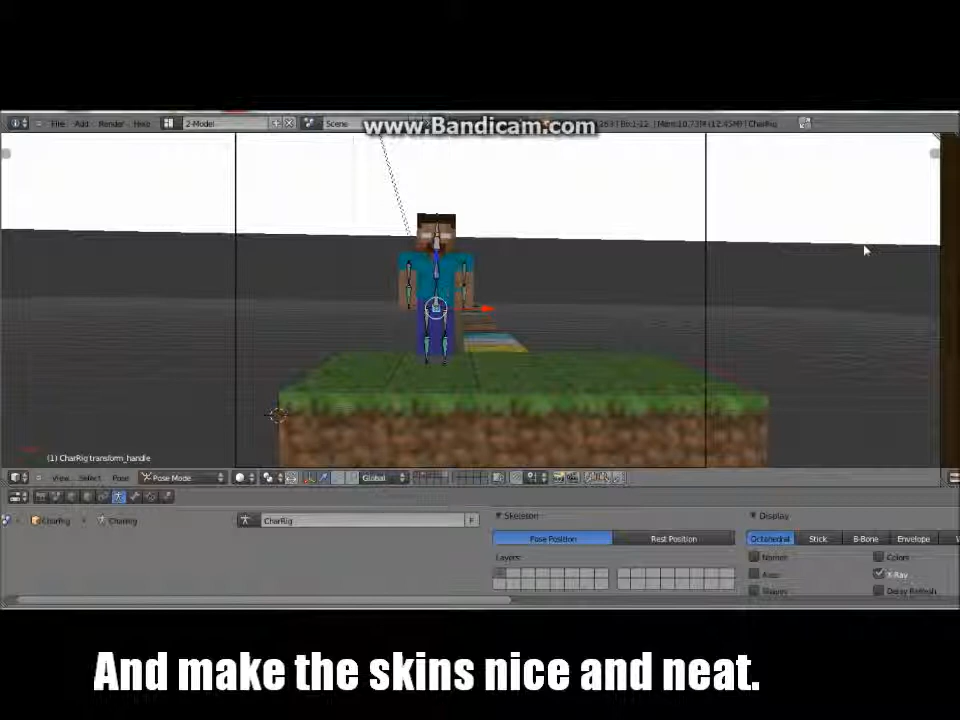 File Add Render Help 2-Model Scene
www.Bandicam.com
(1) CharRig transform_handle
View Select Pose Pose Mode Global
CharRig CharRig CharRig F
Skeleton Display
Pose Position Rest Position Octahedral Stick B-Bone Envelope
Layers: Names Colors
Axes X-Ray
Shapes Delay Refresh
And make the skins nice and neat.